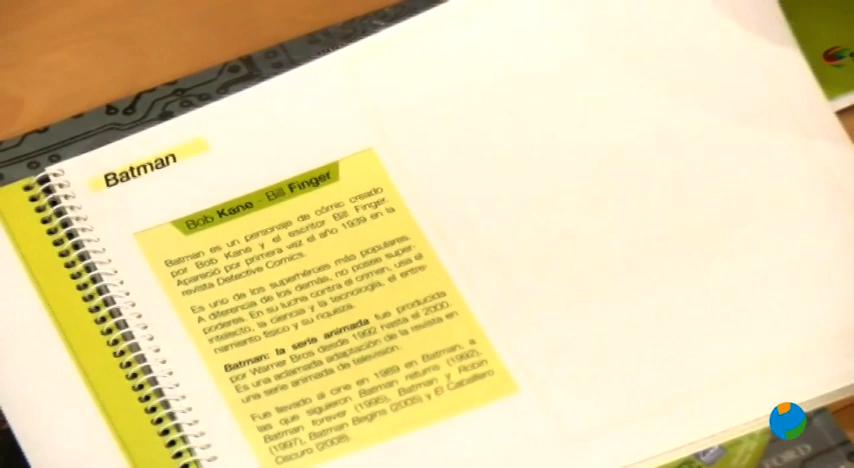 Batman
Bob Kane - Bill Finger
Batman es un personaje de cómic creado
por Bob Kane y el escritor Bill Finger.
Apareció por primera vez el año 1939 en la
revista Detective Comics.
Es uno de los superhéroes más populares.
A diferencia de los demás, no posee super-
poderes. En su lucha contra el crimen, usa el
intelecto, la ciencia y la tecnología, el entre-
namiento físico y su riqueza.
Batman: la serie animada fue producida
por Warner Bros desde 1992 hasta el 2000.
Es una aclamada adaptación de la revista en
una serie animada de televisión.
Fue llevado al cine en 1989 en Batman, a
las que siguieron Batman returns (1992),
Batman forever (1995), Batman y Robin
(1997), Batman Begins (2005) y El Caballero
Oscuro (2008).